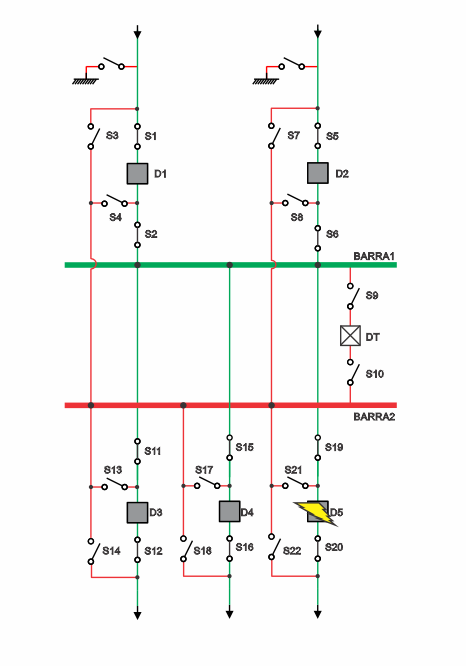 S3 S1 S7 S5
D1 D2
S4 S8
S2 S6
BARRA1
S9
DT
S10
BARRA2
S11 S15 S19
S13 S17 S21
D3 D4 D5
S14 S12 S18 S16 S22 S20